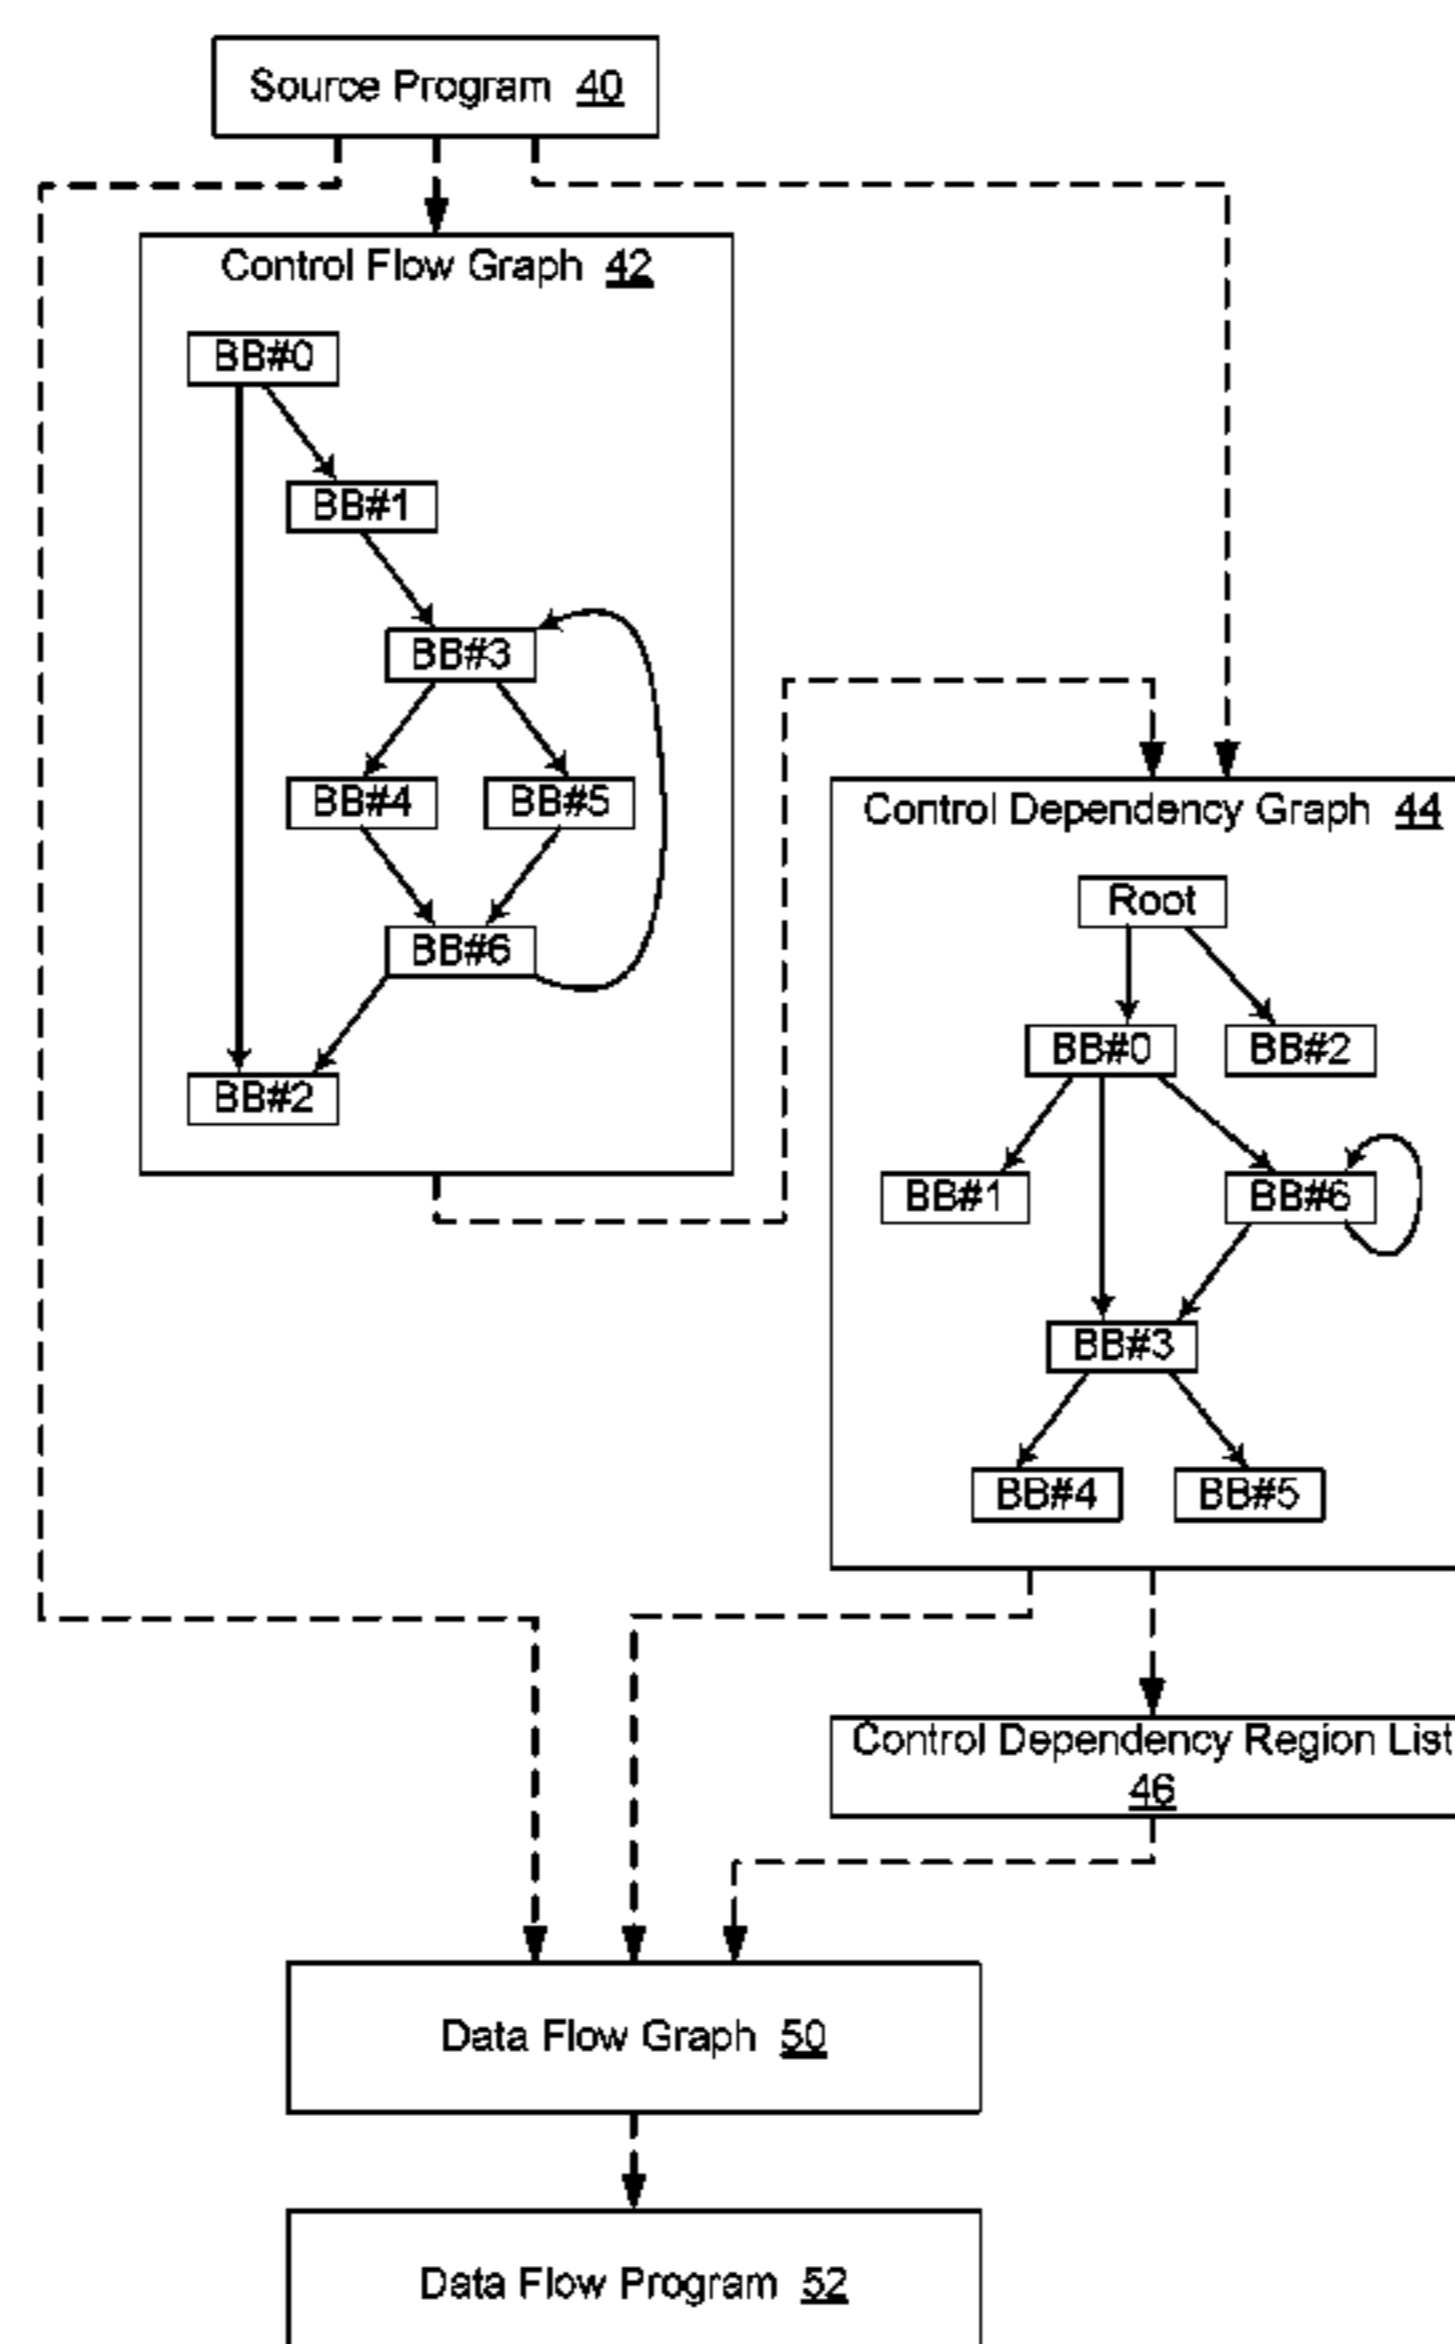 Source Program 40
Control Flow Graph 42
BB#0
BB#1
BB#3
BB#4 BB#5
BB#6
BB#2
Control Dependency Graph 44
Root
BB#0 BB#2
BB#1 BB#6
BB#3
BB#4 BB#5
Control Dependency Region List
46
Data Flow Graph 50
Data Flow Program 52